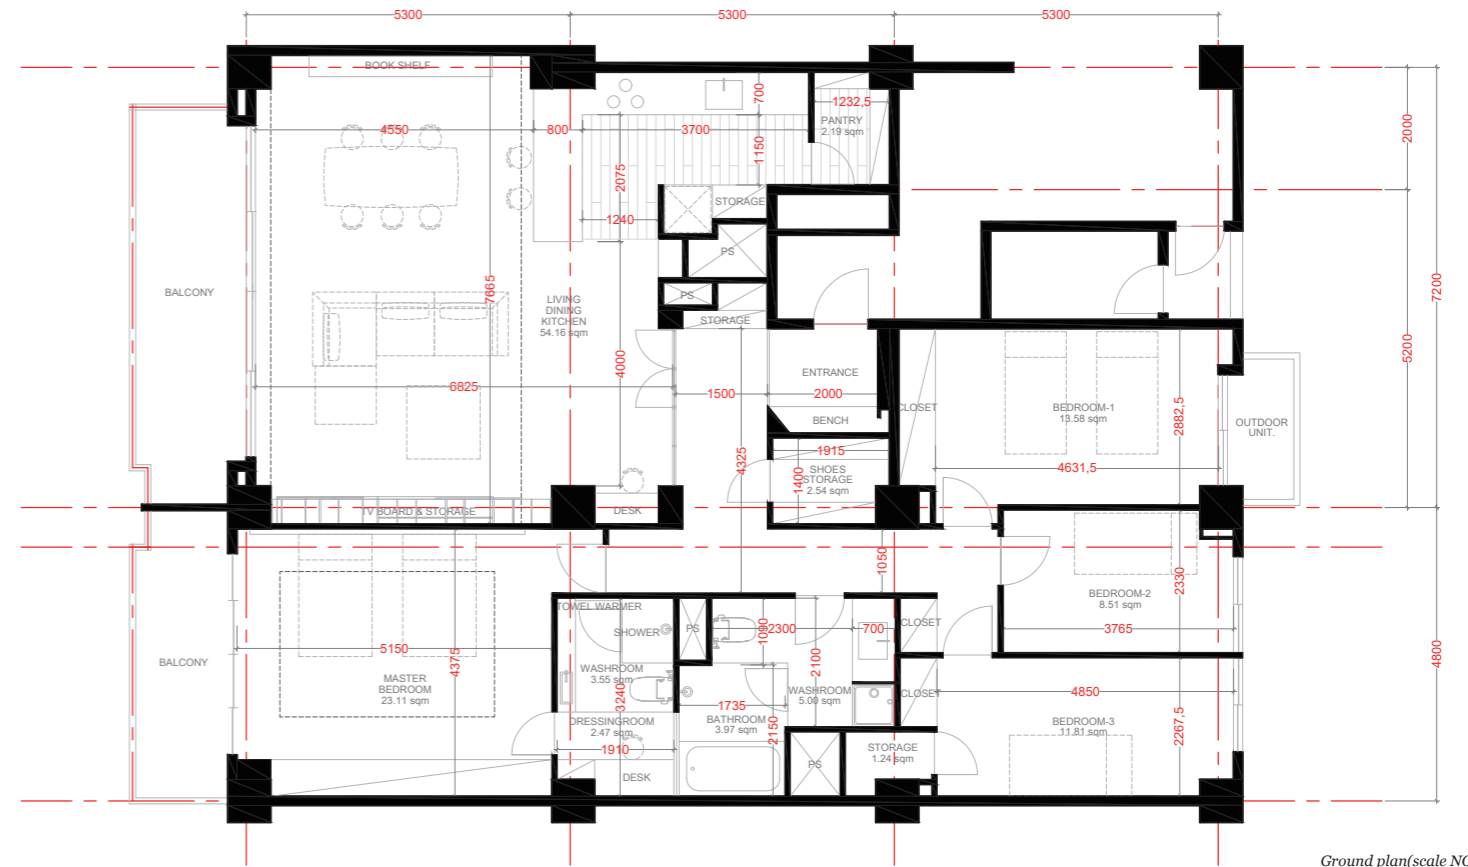 5300
5300
5300
BOOK SHELF
700
1232,5
PANTRY
2.19 sqm
4550
800
3700
1150
2000
2075
STORAGE
1240
PS
BALCONY
7665
LIVING
DINING
KITCHEN
54.16 sqm
PS
STORAGE
7200
5200
4000
ENTRANCE
6825
1500
2000
BENCH
CLOSET
BEDROOM-1
13.58 sqm
2882,5
OUTDOOR
UNIT.
1915
4325
1400
SHOES
STORAGE
2.54 sqm
4631,5
TV BOARD & STORAGE
DESK
1050
2330
BEDROOM-2
8.51 sqm
TOWEL WARMER
SHOWER
PS
1090
2300
700
CLOSET
3765
5150
4375
WASHROOM
3.55 sqm
2100
BALCONY
4800
MASTER
BEDROOM
23.11 sqm
3240
1735
WASHROOM
5.00 sqm
CLOSET
4850
DRESSINGROOM
2.47 sqm
BATHROOM
3.97 sqm
2150
BEDROOM-3
11.81 sqm
2267,5
1910
STORAGE
1.24 sqm
PS
DESK
Ground plan(scale NO